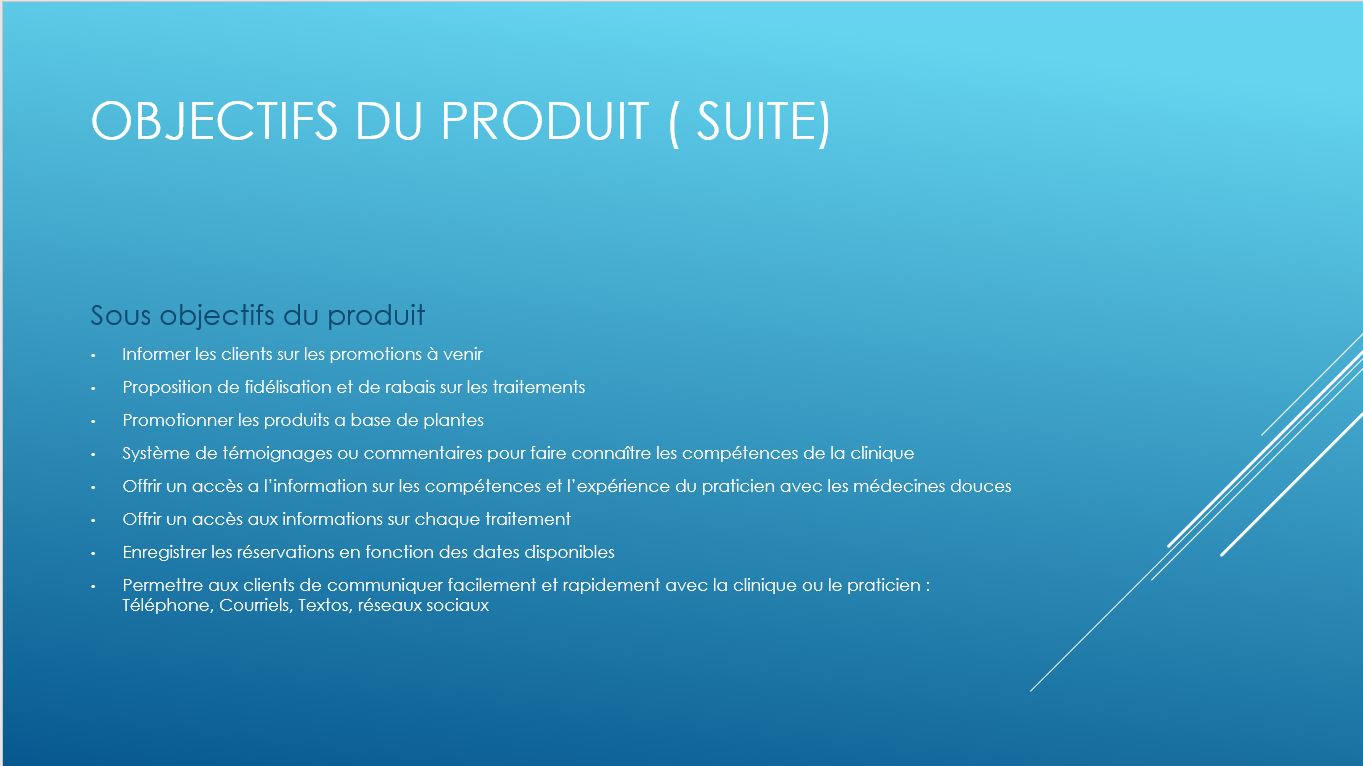 OBJECTIFS DU PRODUIT ( SUITE)
Sous objectifs du produit
• Informer les clients sur les promotions à venir
• Proposition de fidélisation et de rabais sur les traitements
• Promotionner les produits a base de plantes
• Système de témoignages ou commentaires pour faire connaître les compétences de la clinique
• Offrir un accès a l’information sur les compétences et l’expérience du praticien avec les médecines douces
• Offrir un accès aux informations sur chaque traitement
• Enregistrer les réservations en fonction des dates disponibles
• Permettre aux clients de communiquer facilement et rapidement avec la clinique ou le praticien :
Téléphone, Courriels, Textos, réseaux sociaux